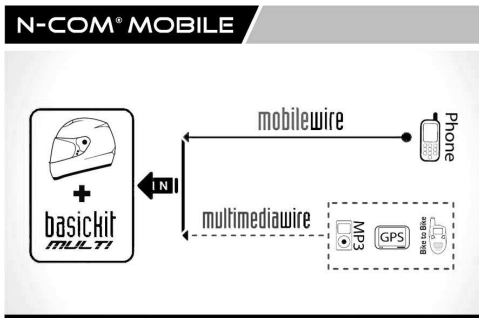 N-COM® MOBILE
mobilewire
Phone
IN
basickit
MULTI
multimediawire
MP3
GPS
Bike to Bike